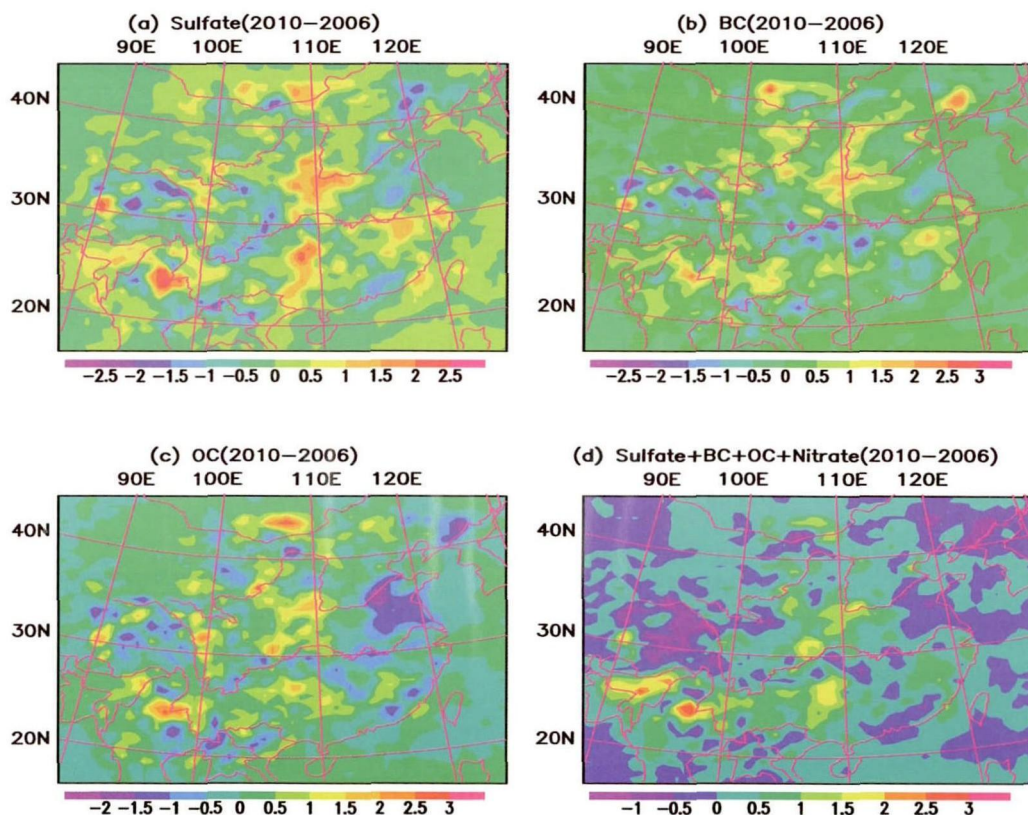 (a) Sulfate(2010−2006)
90E 100E 110E 120E
40N
30N
20N
−2.5 −2 −1.5 −1 −0.5 0 0.5 1 1.5 2 2.5
(b) BC(2010−2006)
90E 100E 110E 120E
40N
30N
20N
−2.5 −2 −1.5 −1 −0.5 0 0.5 1 1.5 2 2.5 3
(c) OC(2010−2006)
90E 100E 110E 120E
40N
30N
20N
−2 −1.5 −1 −0.5 0 0.5 1 1.5 2 2.5 3
(d) Sulfate+BC+OC+Nitrate(2010−2006)
90E 100E 110E 120E
40N
30N
20N
−1 −0.5 0 0.5 1 1.5 2 2.5 3